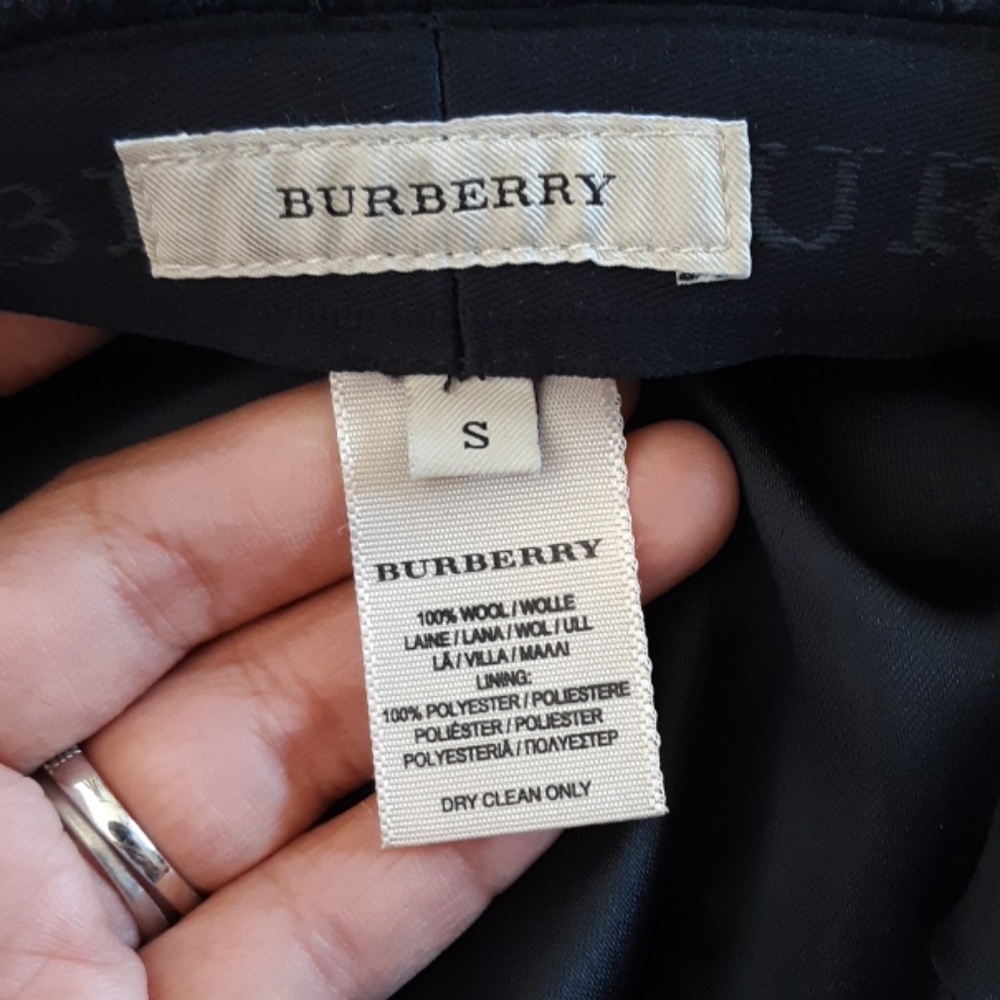 BURBERRY
UR
S
BURBERRY
100% WOOL / WOLLE
LAINE / LANA / WOL / ULL
LÃ / VILLA / ΜΑΛΛΙ
LINING:
100% POLYESTER / POLIESTERE
POLIÉSTER / POLIESTER
POLYESTERIÄ / ΠΟΛΥΕΣΤΕΡ
DRY CLEAN ONLY